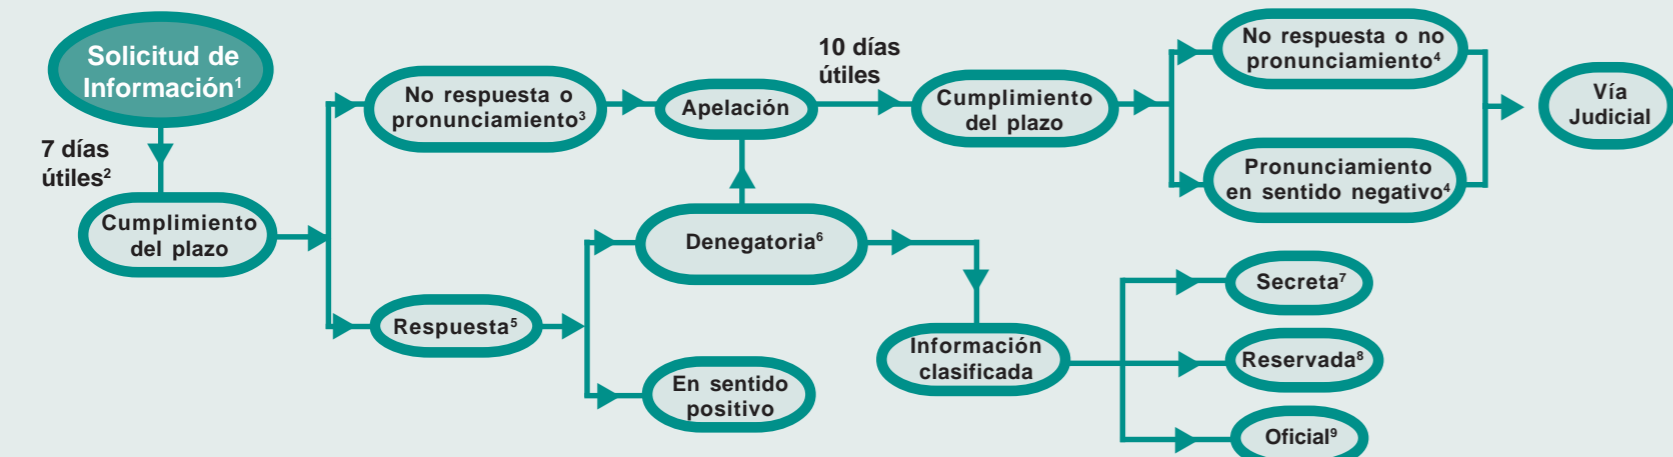 Solicitud de
Información¹
7 días
útiles²
Cumplimiento
del plazo
No respuesta o
pronunciamiento³
Respuesta⁵
Apelación
Denegatoria⁶
En sentido
positivo
10 días
útiles
Cumplimiento
del plazo
Información
clasificada
No respuesta o no
pronunciamiento⁴
Pronunciamiento
en sentido negativo⁴
Vía
Judicial
Secreta⁷
Reservada⁸
Oficial⁹